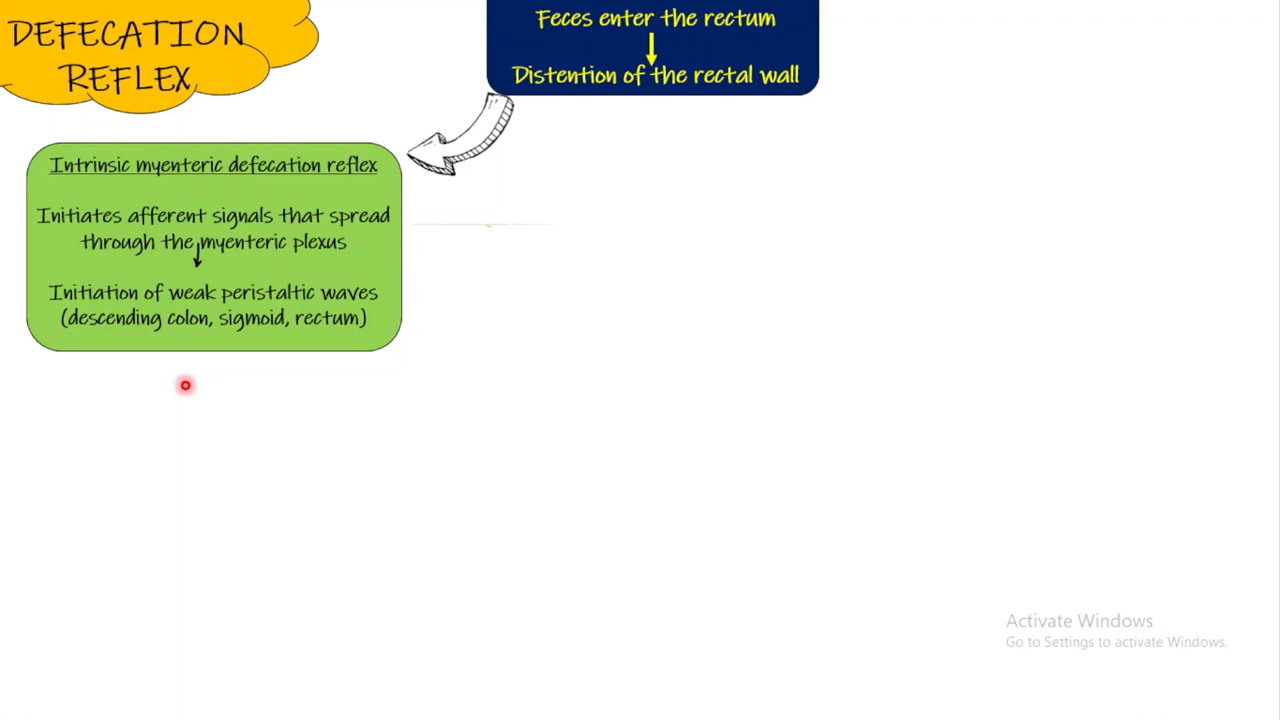 DEFECATION
REFLEX
Feces enter the rectum
Distention of the rectal wall
Intrinsic myenteric defecation reflex
Initiates afferent signals that spread
through the myenteric plexus
Initiation of weak peristaltic waves
(descending colon, sigmoid, rectum)
Activate Windows
Go to Settings to activate Windows.